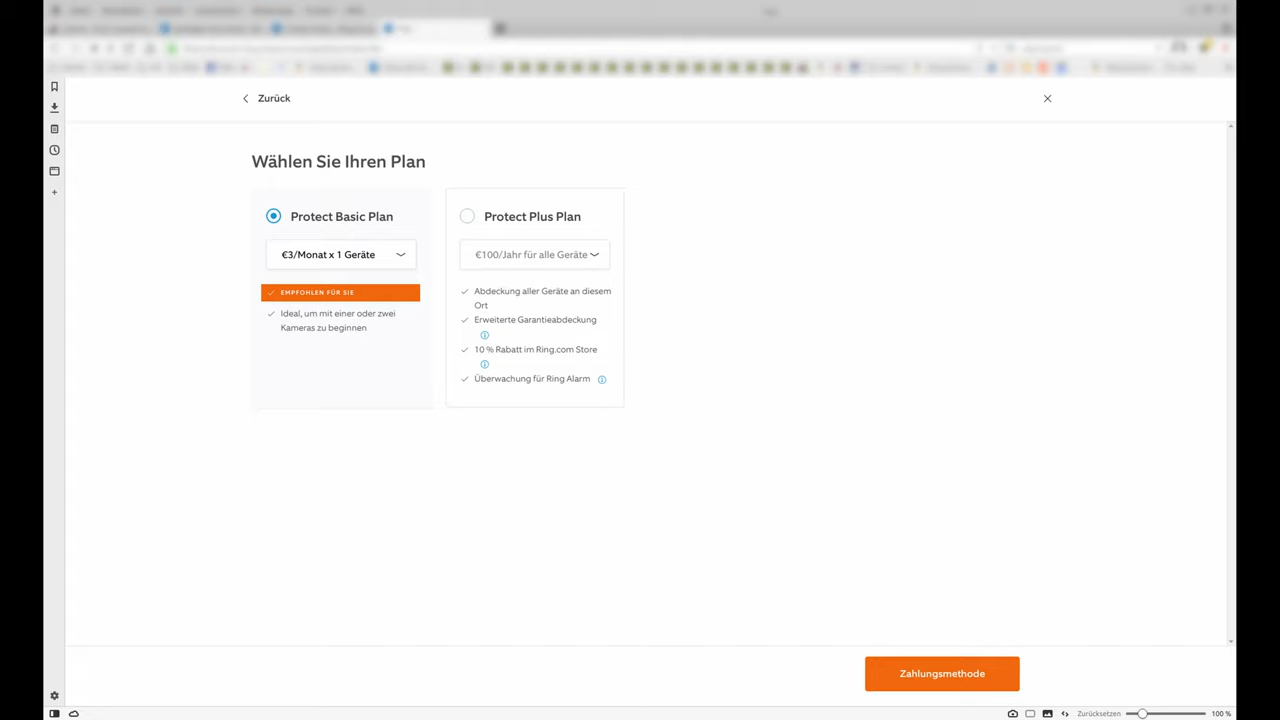 Zurück
Wählen Sie Ihren Plan
Protect Basic Plan
€3/Monat x 1 Geräte
EMPFOHLEN FÜR SIE
Ideal, um mit einer oder zwei
Kameras zu beginnen
Protect Plus Plan
€100/Jahr für alle Geräte
Abdeckung aller Geräte an diesem
Ort
Erweiterte Garantieabdeckung
10 % Rabatt im Ring.com Store
Überwachung für Ring Alarm
Zahlungsmethode
Zurücksetzen
100 %